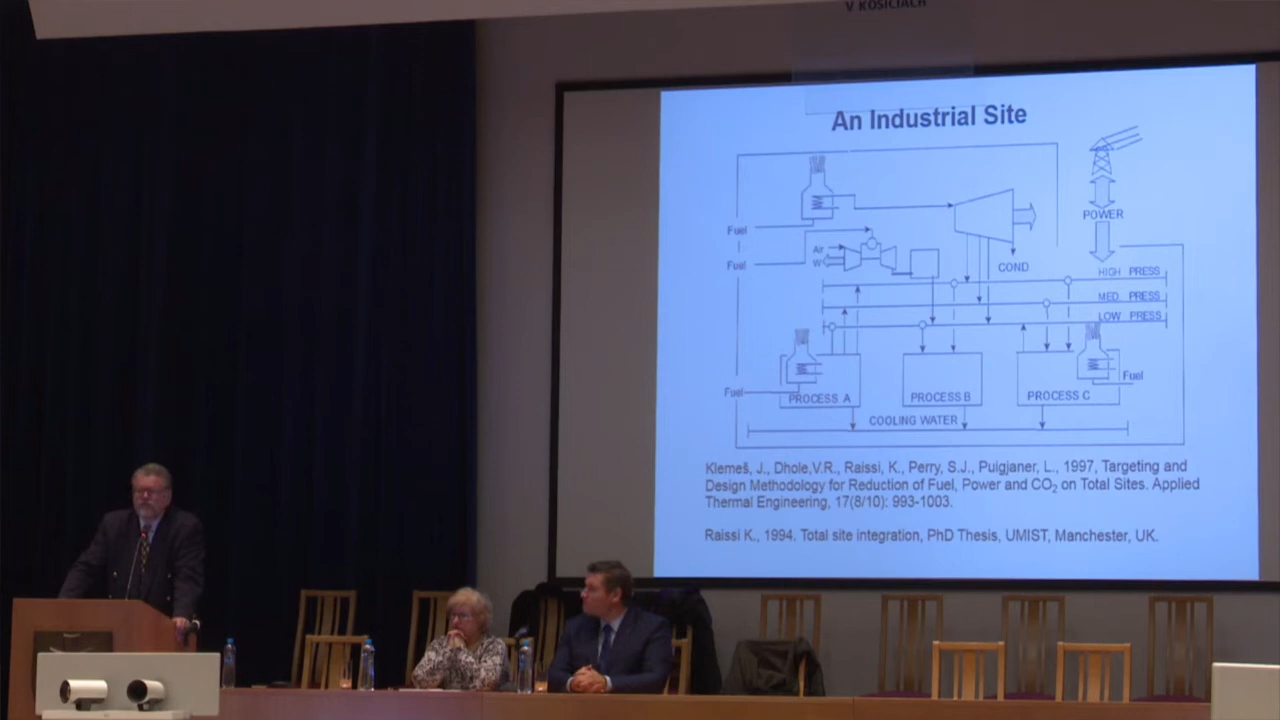 V KOŠICIACH
An Industrial Site
POWER
Fuel
Air
Fuel
W
COND
HIGH PRESS
MED. PRESS
LOW PRESS
Fuel
Fuel
PROCESS A
PROCESS B
PROCESS C
COOLING WATER
Klemeš, J., Dhole,V.R., Raissi, K., Perry, S.J., Puigjaner, L., 1997, Targeting and
Design Methodology for Reduction of Fuel, Power and CO₂ on Total Sites. Applied
Thermal Engineering, 17(8/10): 993-1003.
Raissi K., 1994. Total site integration, PhD Thesis, UMIST, Manchester, UK.